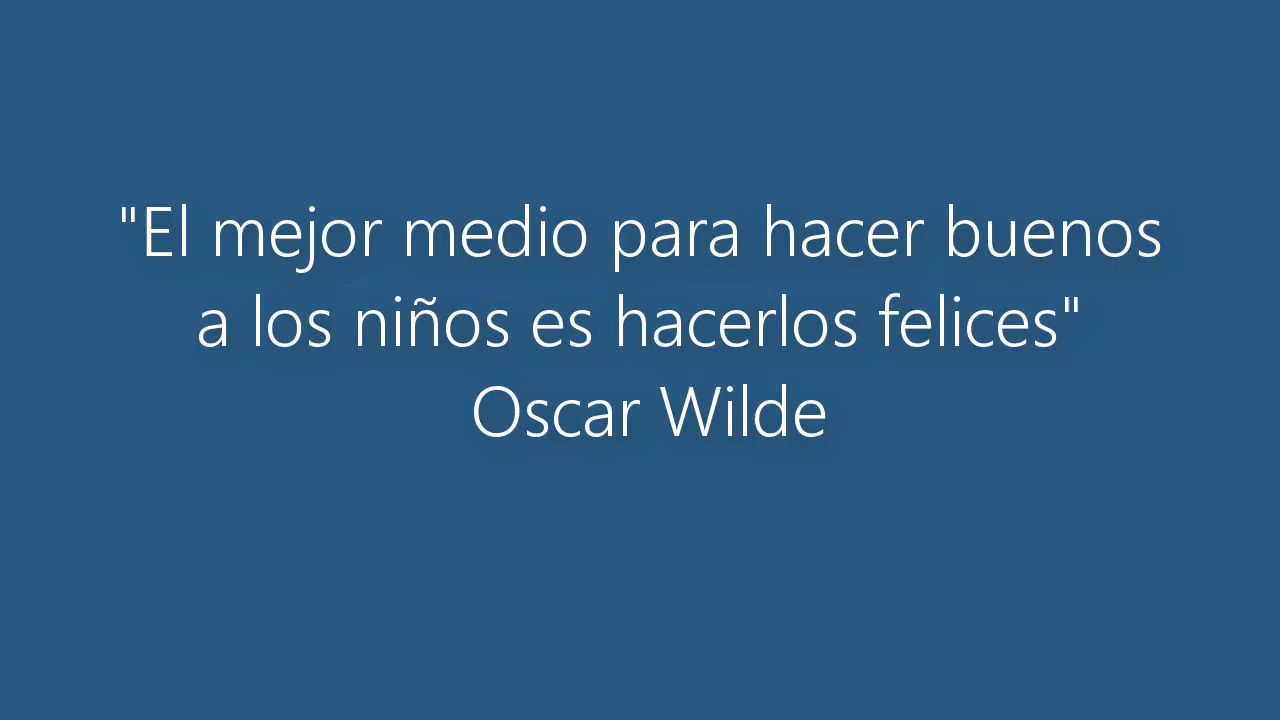 "El mejor medio para hacer buenos
a los niños es hacerlos felices"
Oscar Wilde